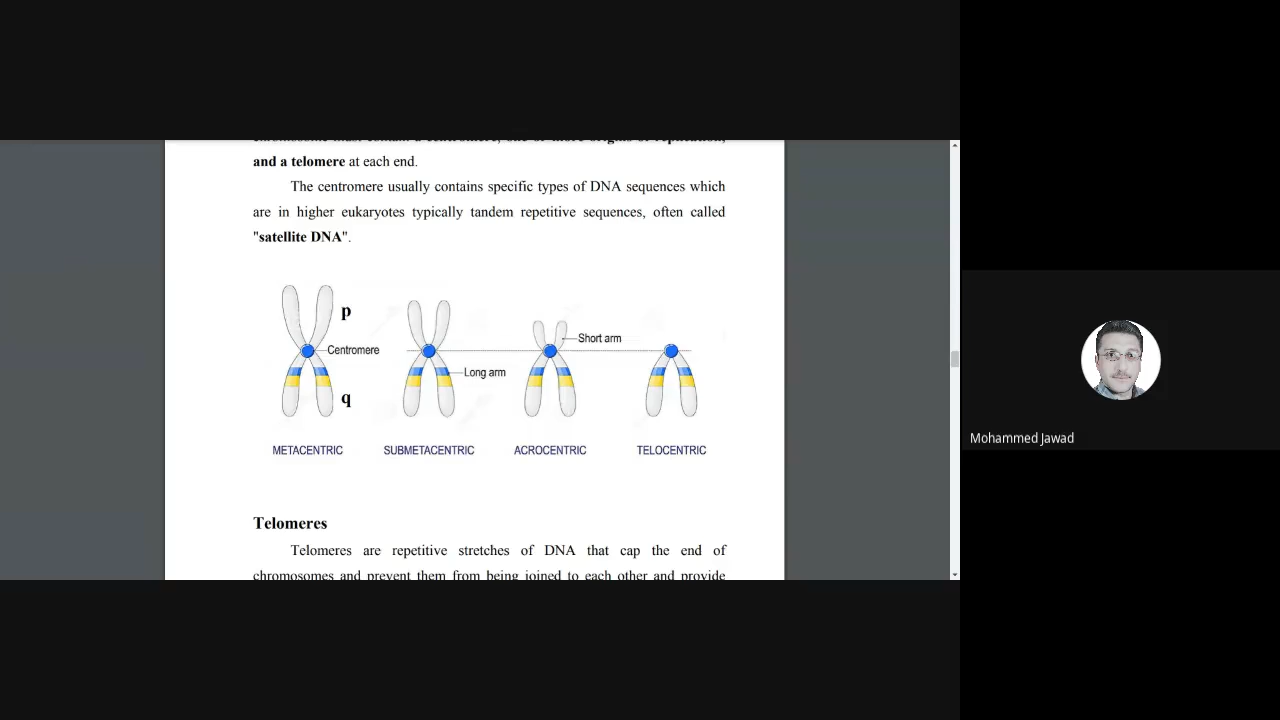 and a telomere at each end.
The centromere usually contains specific types of DNA sequences which
are in higher eukaryotes typically tandem repetitive sequences, often called
"satellite DNA".
p
Short arm
Centromere
Long arm
q
METACENTRIC SUBMETACENTRIC ACROCENTRIC TELOCENTRIC
Mohammed Jawad
Telomeres
Telomeres are repetitive stretches of DNA that cap the end of
chromosomes and prevent them from being joined to each other and provide